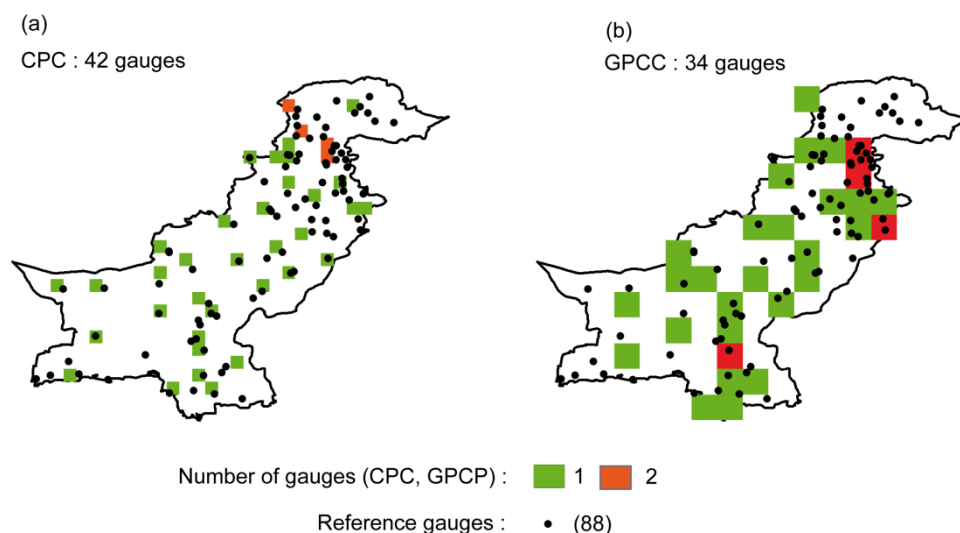 (a)
CPC : 42 gauges
(b)
GPCC : 34 gauges
Number of gauges (CPC, GPCP) : 1 2
Reference gauges : (88)